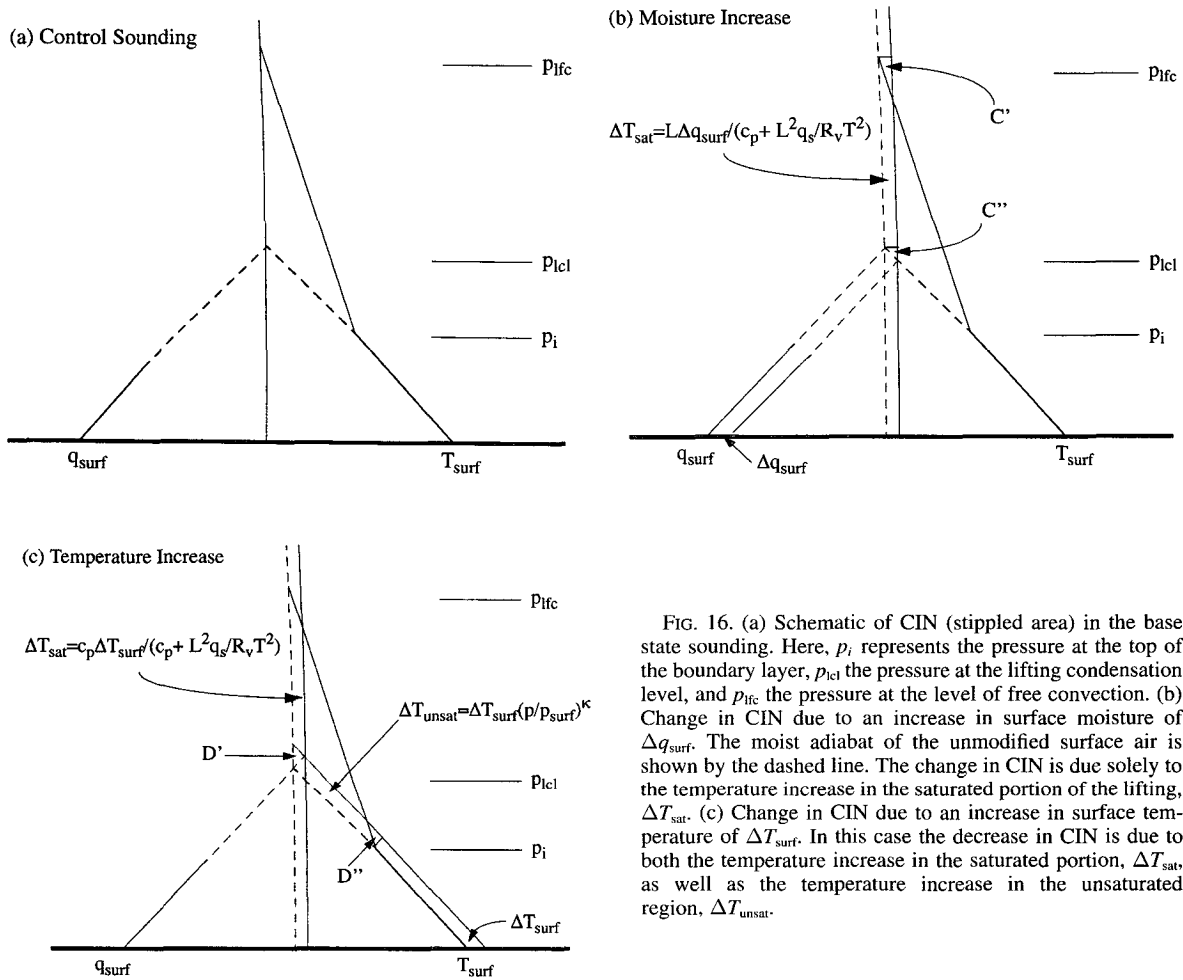 (a) Control Sounding
p_lfc
p_lcl
p_i
q_surf
T_surf
(b) Moisture Increase
p_lfc
C'
ΔT_sat=LΔq_surf/(c_p+ L²q_s/R_vT²)
C''
p_lcl
p_i
q_surf
Δq_surf
T_surf
(c) Temperature Increase
p_lfc
ΔT_sat=c_pΔT_surf/(c_p+ L²q_s/R_vT²)
ΔT_unsat=ΔT_surf(p/p_surf)^κ
D'
p_lcl
p_i
D''
ΔT_surf
q_surf
T_surf
FIG. 16. (a) Schematic of CIN (stippled area) in the base
state sounding. Here, p_i represents the pressure at the top of
the boundary layer, p_lcl the pressure at the lifting condensation
level, and p_lfc the pressure at the level of free convection. (b)
Change in CIN due to an increase in surface moisture of
Δq_surf. The moist adiabat of the unmodified surface air is
shown by the dashed line. The change in CIN is due solely to
the temperature increase in the saturated portion of the lifting,
ΔT_sat. (c) Change in CIN due to an increase in surface tem-
perature of ΔT_surf. In this case the decrease in CIN is due to
both the temperature increase in the saturated portion, ΔT_sat,
as well as the temperature increase in the unsaturated
region, ΔT_unsat.